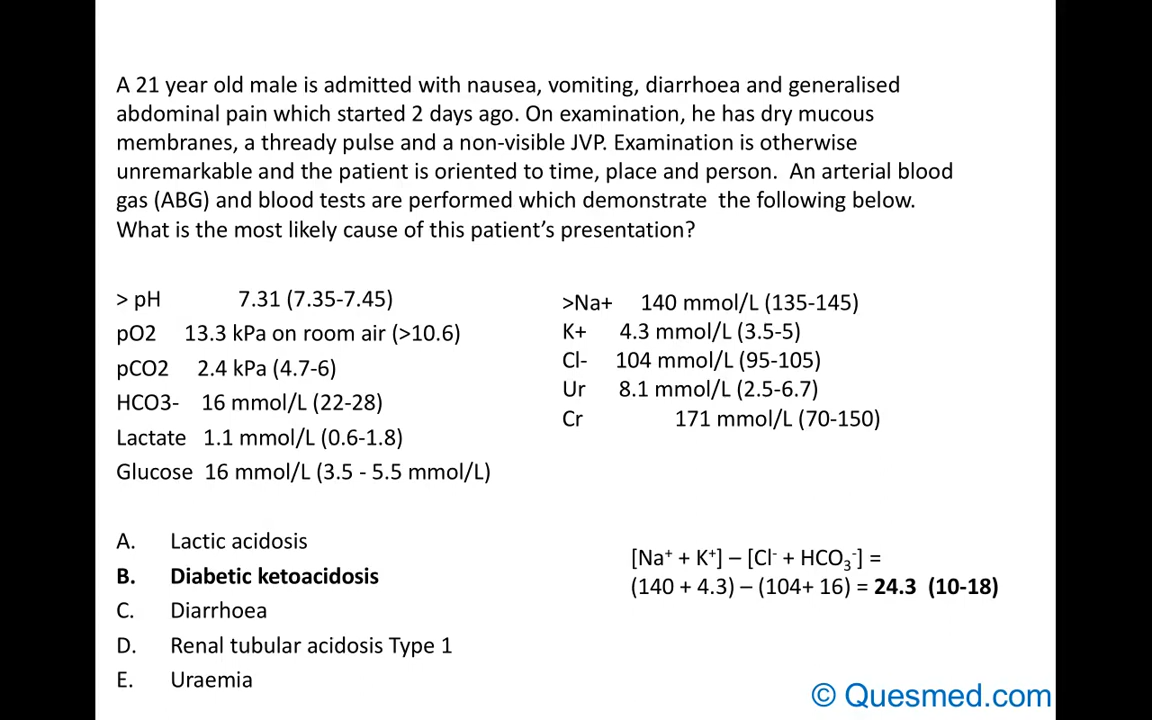 A 21 year old male is admitted with nausea, vomiting, diarrhoea and generalised
abdominal pain which started 2 days ago. On examination, he has dry mucous
membranes, a thready pulse and a non-visible JVP. Examination is otherwise
unremarkable and the patient is oriented to time, place and person. An arterial blood
gas (ABG) and blood tests are performed which demonstrate the following below.
What is the most likely cause of this patient's presentation?
> pH 7.31 (7.35-7.45)
pO2 13.3 kPa on room air (>10.6)
pCO2 2.4 kPa (4.7-6)
HCO3- 16 mmol/L (22-28)
Lactate 1.1 mmol/L (0.6-1.8)
Glucose 16 mmol/L (3.5 - 5.5 mmol/L)
>Na+ 140 mmol/L (135-145)
K+ 4.3 mmol/L (3.5-5)
Cl- 104 mmol/L (95-105)
Ur 8.1 mmol/L (2.5-6.7)
Cr 171 mmol/L (70-150)
A. Lactic acidosis
B. Diabetic ketoacidosis
C. Diarrhoea
D. Renal tubular acidosis Type 1
E. Uraemia
[Na⁺ + K⁺] – [Cl⁻ + HCO₃⁻] =
(140 + 4.3) – (104+ 16) = 24.3 (10-18)
© Quesmed.com